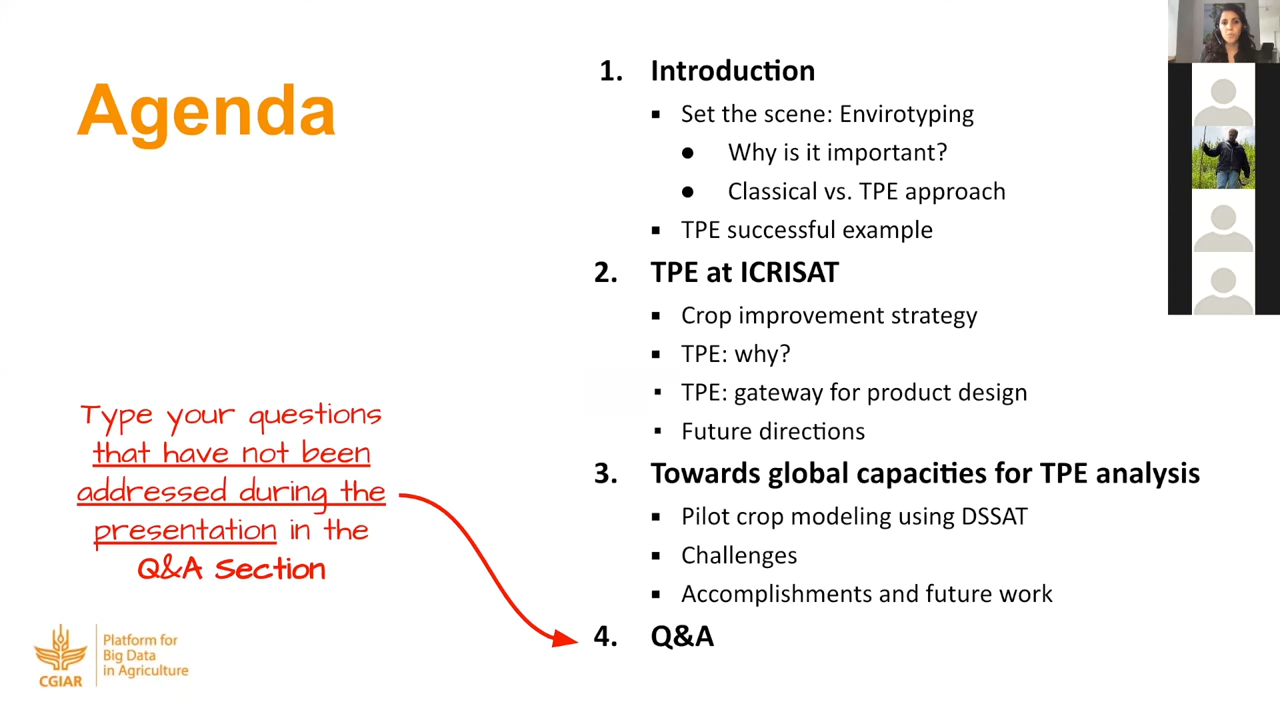 Agenda
1. Introduction
▪ Set the scene: Envirotyping
● Why is it important?
● Classical vs. TPE approach
▪ TPE successful example
2. TPE at ICRISAT
▪ Crop improvement strategy
▪ TPE: why?
▪ TPE: gateway for product design
▪ Future directions
3. Towards global capacities for TPE analysis
▪ Pilot crop modeling using DSSAT
▪ Challenges
▪ Accomplishments and future work
4. Q&A
Type your questions
that have not been
addressed during the
presentation in the
Q&A Section
CGIAR
Platform for
Big Data
in Agriculture